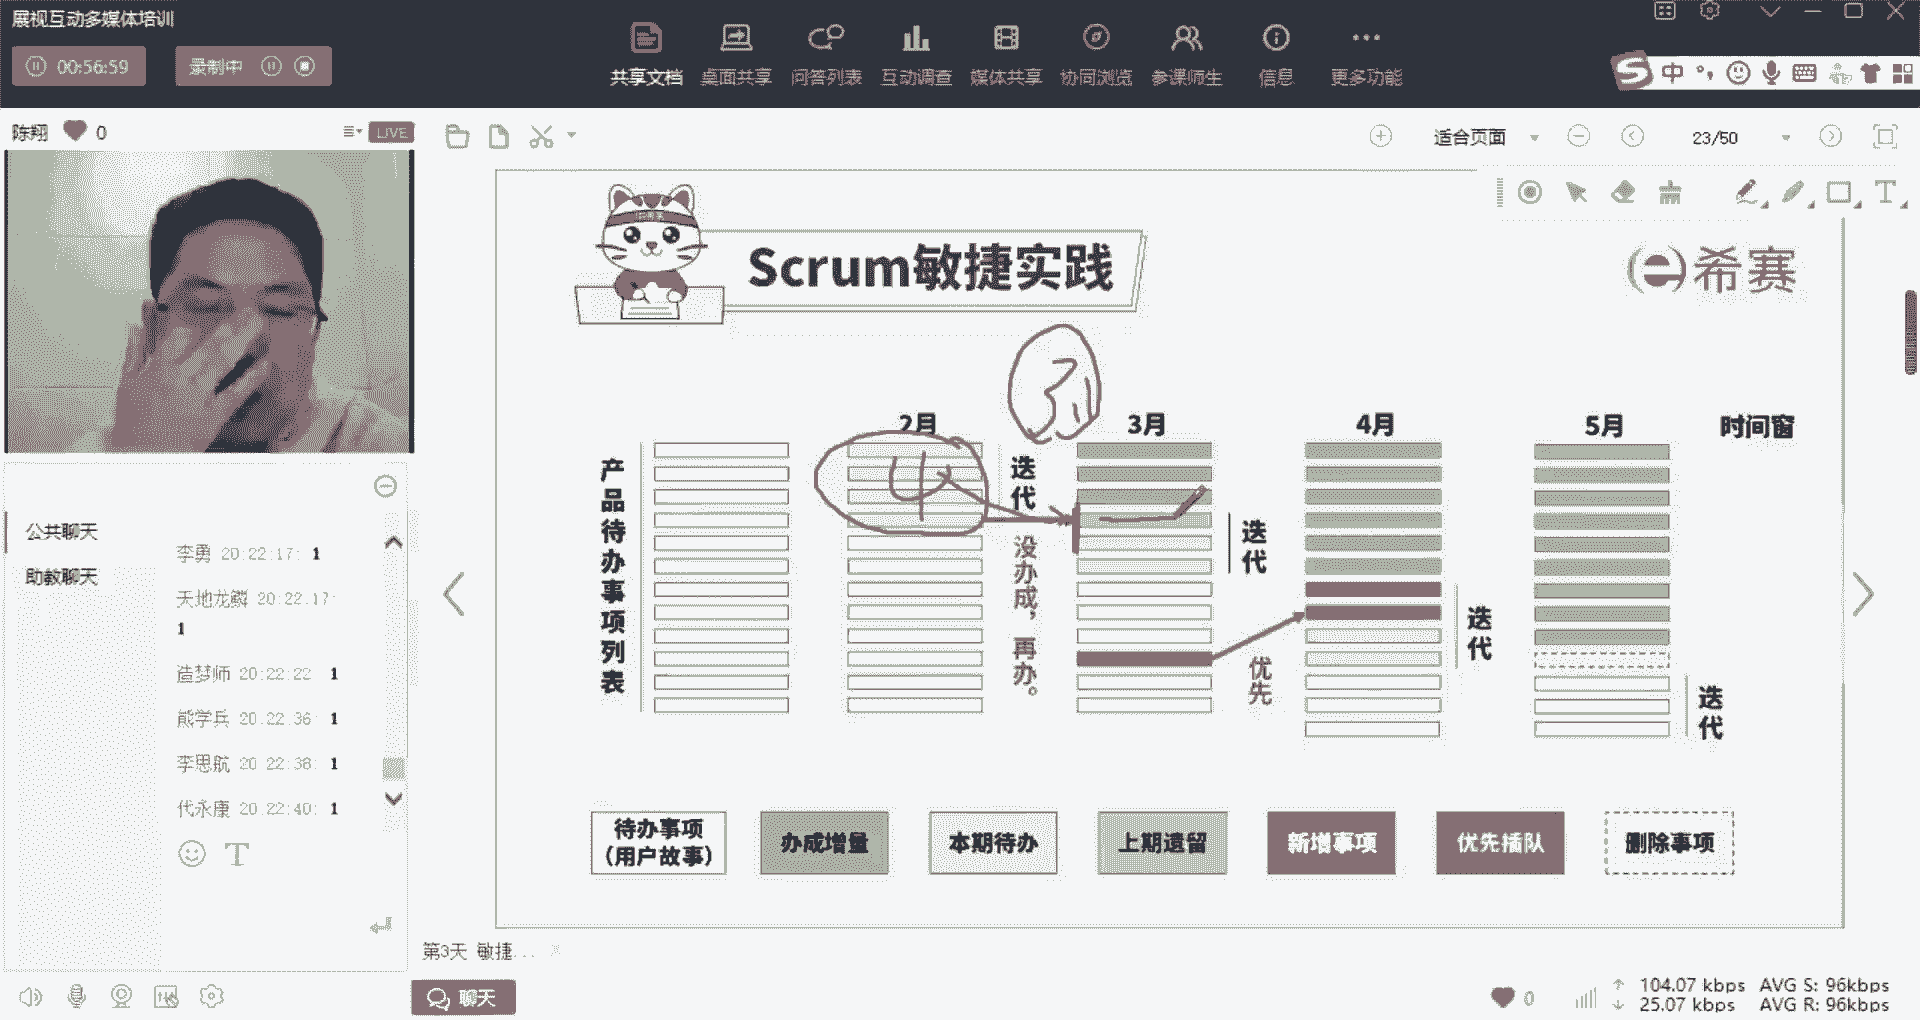 展视互动多媒体培训
00:56:59
录制中
共享文档 桌面共享 问答列表 互动调查 媒体共享 协同浏览 参课师生 信息 更多功能
中
陈翔 0
LIVE
适合页面
23/50
T
Scrum敏捷实践
希赛
3个
4
2月 3月 4月 5月 时间窗
产品待办事项列表
迭代
没办成，再办。
迭代
优先
迭代
迭代
待办事项
（用户故事）
办成增量
本期待办
上期遗留
新增事项
优先插队
删除事项
公共聊天
助教聊天
李勇 20:22:17: 1
天地龙鳞 20:22:17:
1
造梦师 20:22:22: 1
熊学兵 20:22:36: 1
李思航 20:22:38: 1
代永康 20:22:40: 1
T
第3天 敏捷...
聊天
0
104.07 kbps AVG S: 96kbps
25.07 kbps AVG R: 96kbps